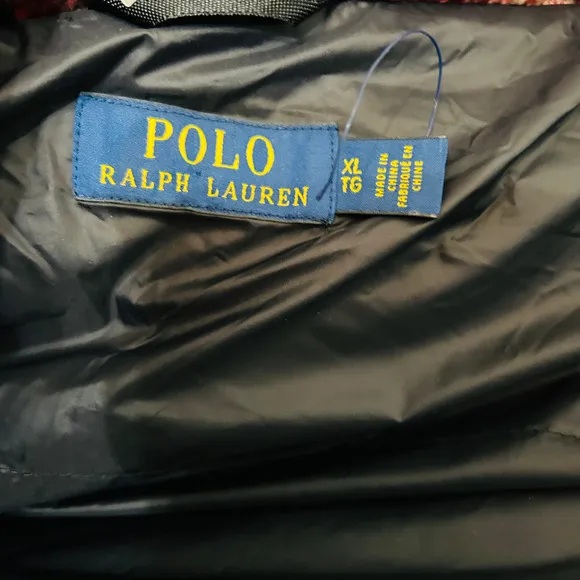 POLO
RALPH LAUREN
XL
TG
MADE IN
CHINA
FABRIQUÉ EN
CHINE